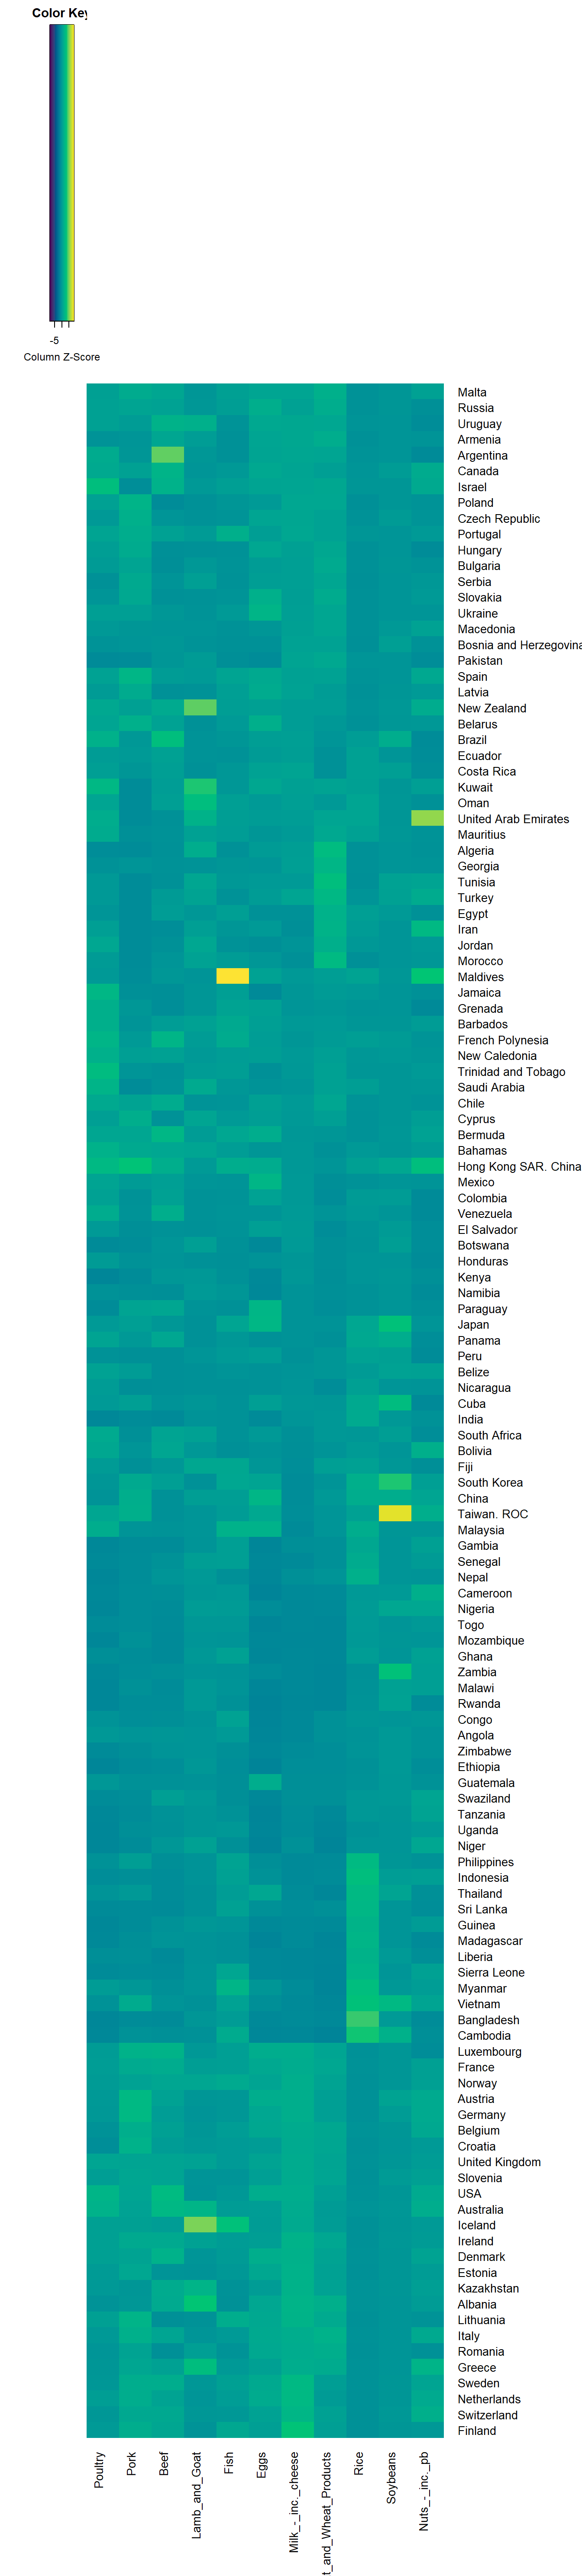 Color Key
-5
Column Z-Score
Malta
Russia
Uruguay
Armenia
Argentina
Canada
Israel
Poland
Czech Republic
Portugal
Hungary
Bulgaria
Serbia
Slovakia
Ukraine
Macedonia
Bosnia and Herzegovina
Pakistan
Spain
Latvia
New Zealand
Belarus
Brazil
Ecuador
Costa Rica
Kuwait
Oman
United Arab Emirates
Mauritius
Algeria
Georgia
Tunisia
Turkey
Egypt
Iran
Jordan
Morocco
Maldives
Jamaica
Grenada
Barbados
French Polynesia
New Caledonia
Trinidad and Tobago
Saudi Arabia
Chile
Cyprus
Bermuda
Bahamas
Hong Kong SAR. China
Mexico
Colombia
Venezuela
El Salvador
Botswana
Honduras
Kenya
Namibia
Paraguay
Japan
Panama
Peru
Belize
Nicaragua
Cuba
India
South Africa
Bolivia
Fiji
South Korea
China
Taiwan. ROC
Malaysia
Gambia
Senegal
Nepal
Cameroon
Nigeria
Togo
Mozambique
Ghana
Zambia
Malawi
Rwanda
Congo
Angola
Zimbabwe
Ethiopia
Guatemala
Swaziland
Tanzania
Uganda
Niger
Philippines
Indonesia
Thailand
Sri Lanka
Guinea
Madagascar
Liberia
Sierra Leone
Myanmar
Vietnam
Bangladesh
Cambodia
Luxembourg
France
Norway
Austria
Germany
Belgium
Croatia
United Kingdom
Slovenia
USA
Australia
Iceland
Ireland
Denmark
Estonia
Kazakhstan
Albania
Lithuania
Italy
Romania
Greece
Sweden
Netherlands
Switzerland
Finland
Poultry
Pork
Beef
Lamb_and_Goat
Fish
Eggs
Milk_-_inc._cheese
t_and_Wheat_Products
Rice
Soybeans
Nuts_-_inc._pb